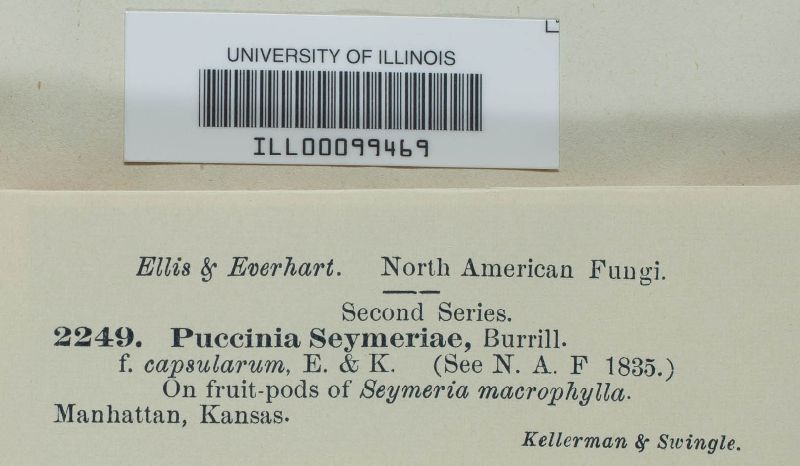 UNIVERSITY OF ILLINOIS
ILL00099469
Ellis & Everhart. North American Fungi.
Second Series.
2249. Puccinia Seymeriae, Burrill.
f. capsularum, E. & K. (See N. A. F 1835.)
On fruit-pods of Seymeria macrophylla.
Manhattan, Kansas.
Kellerman & Swingle.